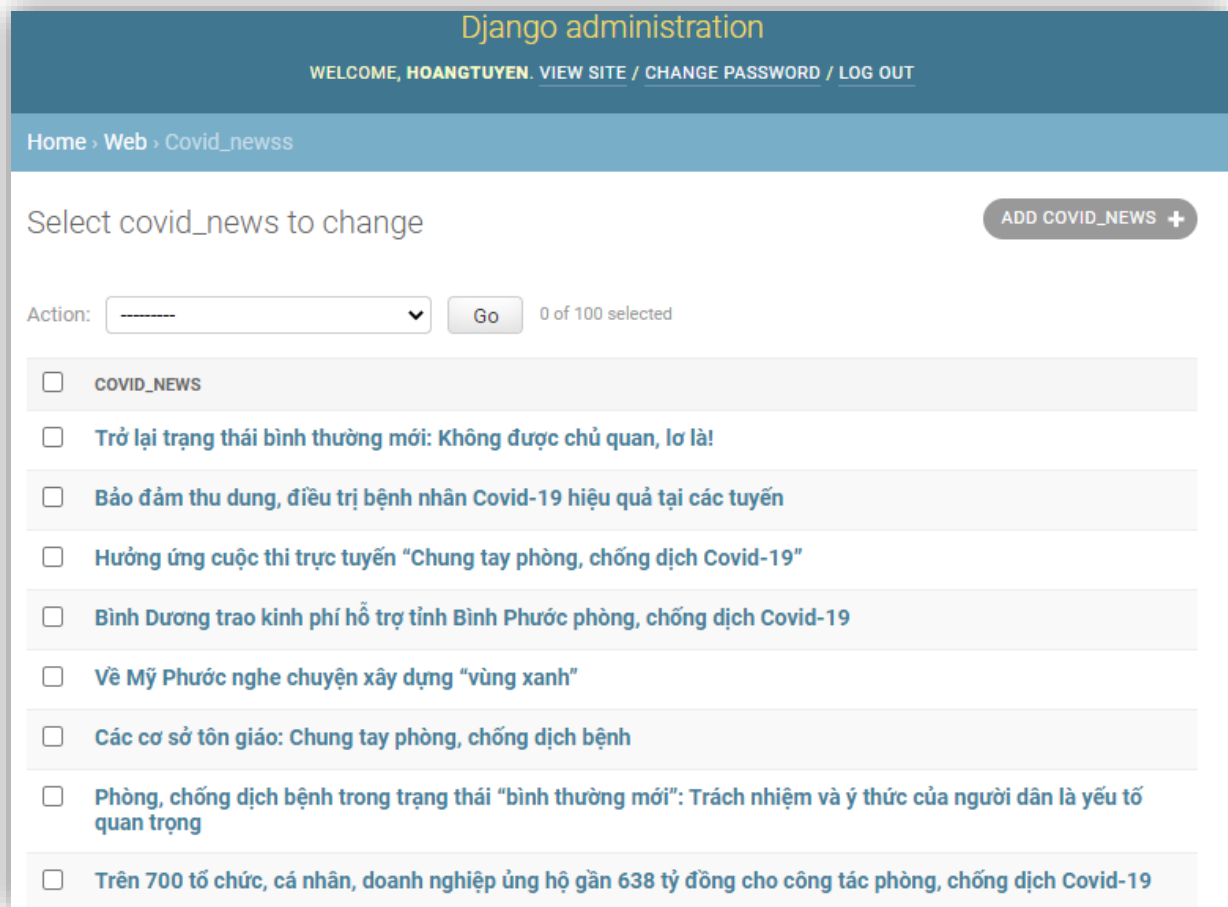 Django administration
WELCOME, HOANGTUYEN. VIEW SITE / CHANGE PASSWORD / LOG OUT
Home › Web › Covid_newss
Select covid_news to change
ADD COVID_NEWS +
Action: --------- Go 0 of 100 selected
COVID_NEWS
Trở lại trạng thái bình thường mới: Không được chủ quan, lơ là!
Bảo đảm thu dung, điều trị bệnh nhân Covid-19 hiệu quả tại các tuyến
Hưởng ứng cuộc thi trực tuyến “Chung tay phòng, chống dịch Covid-19”
Bình Dương trao kinh phí hỗ trợ tỉnh Bình Phước phòng, chống dịch Covid-19
Về Mỹ Phước nghe chuyện xây dựng “vùng xanh”
Các cơ sở tôn giáo: Chung tay phòng, chống dịch bệnh
Phòng, chống dịch bệnh trong trạng thái “bình thường mới”: Trách nhiệm và ý thức của người dân là yếu tố
quan trọng
Trên 700 tổ chức, cá nhân, doanh nghiệp ủng hộ gần 638 tỷ đồng cho công tác phòng, chống dịch Covid-19